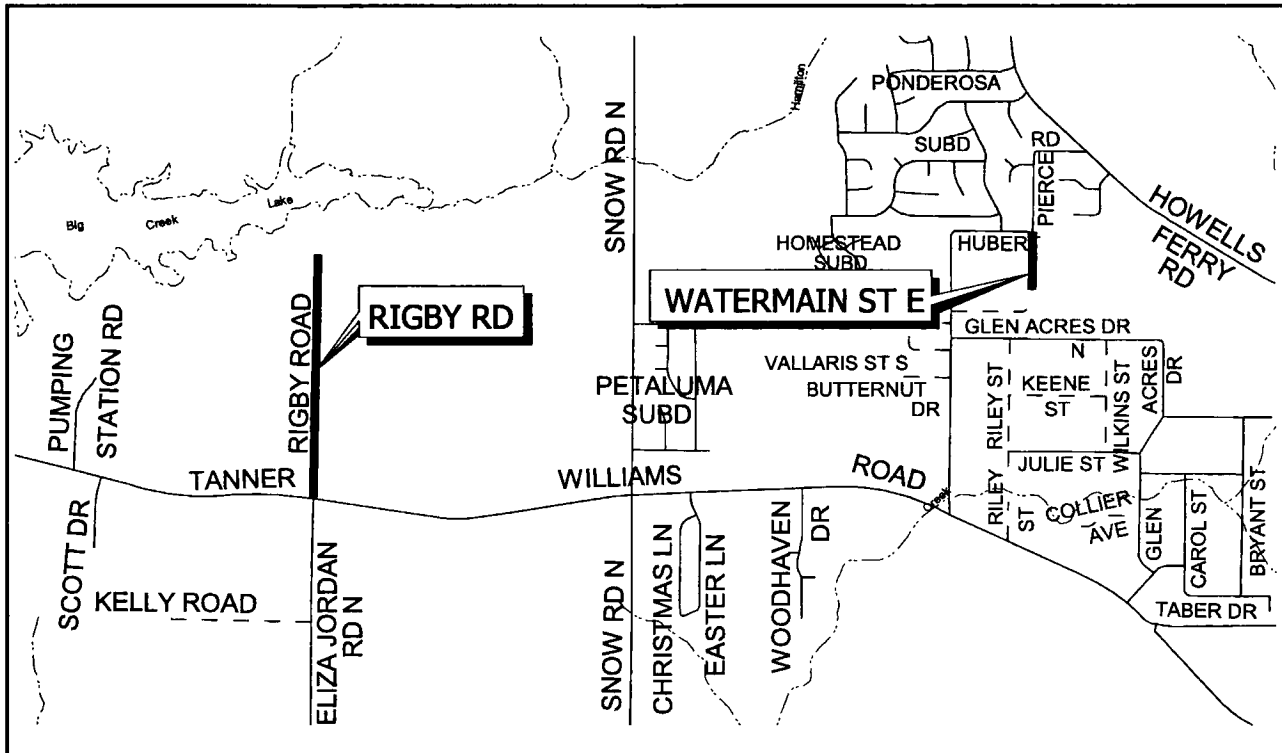 PONDEROSA
SUBD
RD
PIERCE
HOWELLS
FERRY
RD
Hamilton
SNOW RD N
Big
Creek
Lake
HOMESTEAD
SUBD
HUBERT
RIGBY RD
WATERMAIN ST E
GLEN ACRES DR
PUMPING
STATION RD
RIGBY ROAD
VALLARIS ST S
BUTTERNUT
DR
PETALUMA
SUBD
RILEY ST
N
KEENE
ST
WILKINS ST
ACRES
DR
TANNER
WILLIAMS
ROAD
JULIE ST
Creek
RILEY
ST
COLLIER
AVE
GLEN
CAROL ST
BRYANT ST
SCOTT DR
KELLY ROAD
ELIZA JORDAN
RD N
SNOW RD N
CHRISTMAS LN
EASTER LN
WOODHAVEN
DR
TABER DR